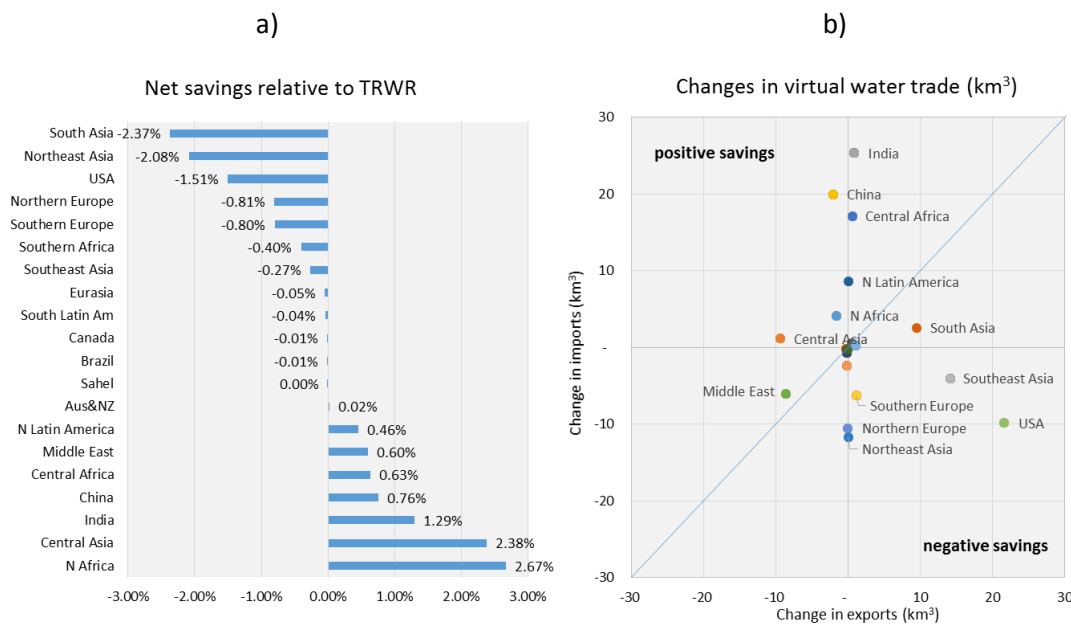 a)
Net savings relative to TRWR
South Asia -2.37%
Northeast Asia -2.08%
USA -1.51%
Northern Europe -0.81%
Southern Europe -0.80%
Southern Africa -0.40%
Southeast Asia -0.27%
Eurasia -0.05%
South Latin Am -0.04%
Canada -0.01%
Brazil -0.01%
Sahel 0.00%
Aus&NZ 0.02%
N Latin America 0.46%
Middle East 0.60%
Central Africa 0.63%
China 0.76%
India 1.29%
Central Asia 2.38%
N Africa 2.67%
-3.00% -2.00% -1.00% 0.00% 1.00% 2.00% 3.00%
b)
Changes in virtual water trade (km³)
30
positive savings
India
20
China
Central Africa
10
N Latin America
N Africa
South Asia
Central Asia
-
Middle East
Southeast Asia
Southern Europe
USA
-10
Northern Europe
Northeast Asia
-20
negative savings
-30
-30 -20 -10 - 10 20 30
Change in imports (km³)
Change in exports (km³)